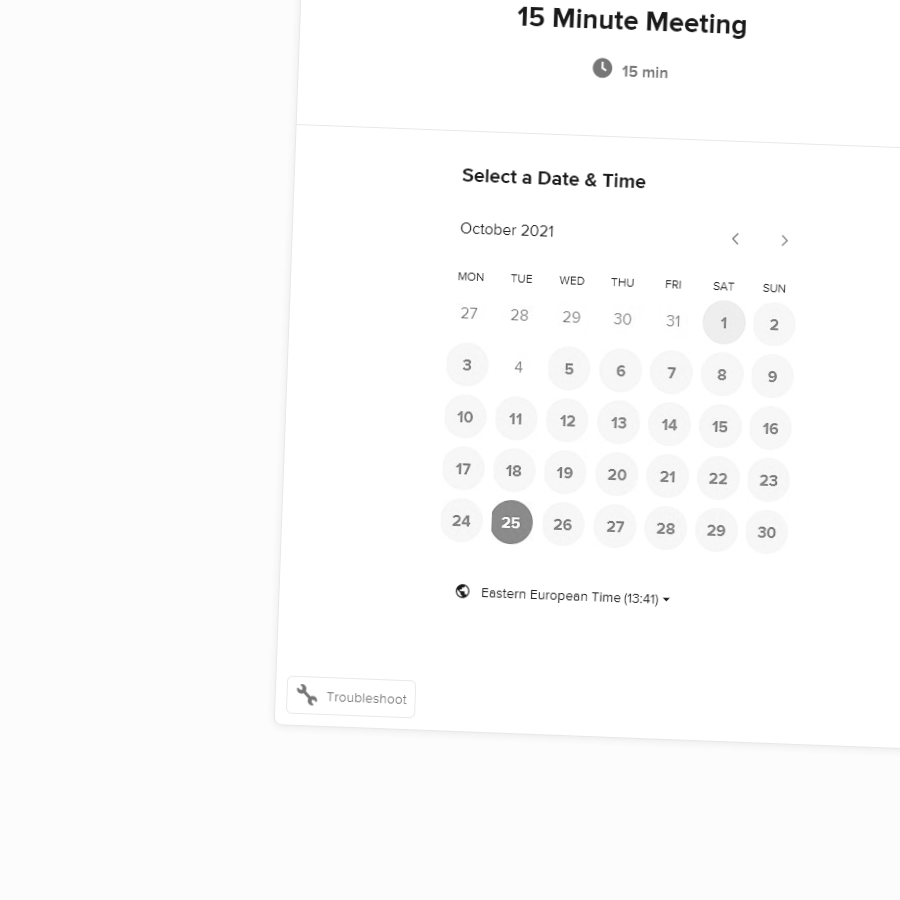 15 Minute Meeting
15 min
Select a Date & Time
October 2021
MON TUE WED THU FRI SAT SUN
27 28 29 30 31 1 2
3 4 5 6 7 8 9
10 11 12 13 14 15 16
17 18 19 20 21 22 23
24 25 26 27 28 29 30
Eastern European Time (13:41)
Troubleshoot